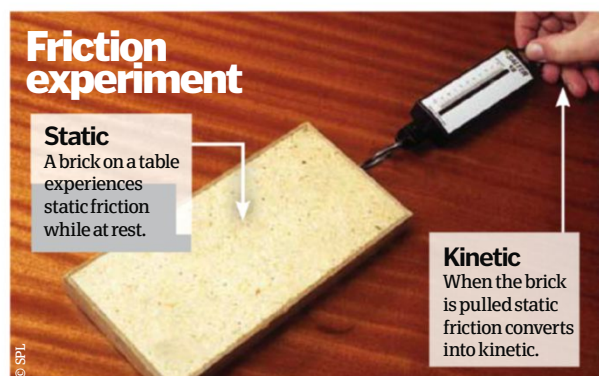 Friction
experiment
Static
A brick on a table
experiences
static friction
while at rest.
Kinetic
When the brick
is pulled static
friction converts
into kinetic.
© SPL